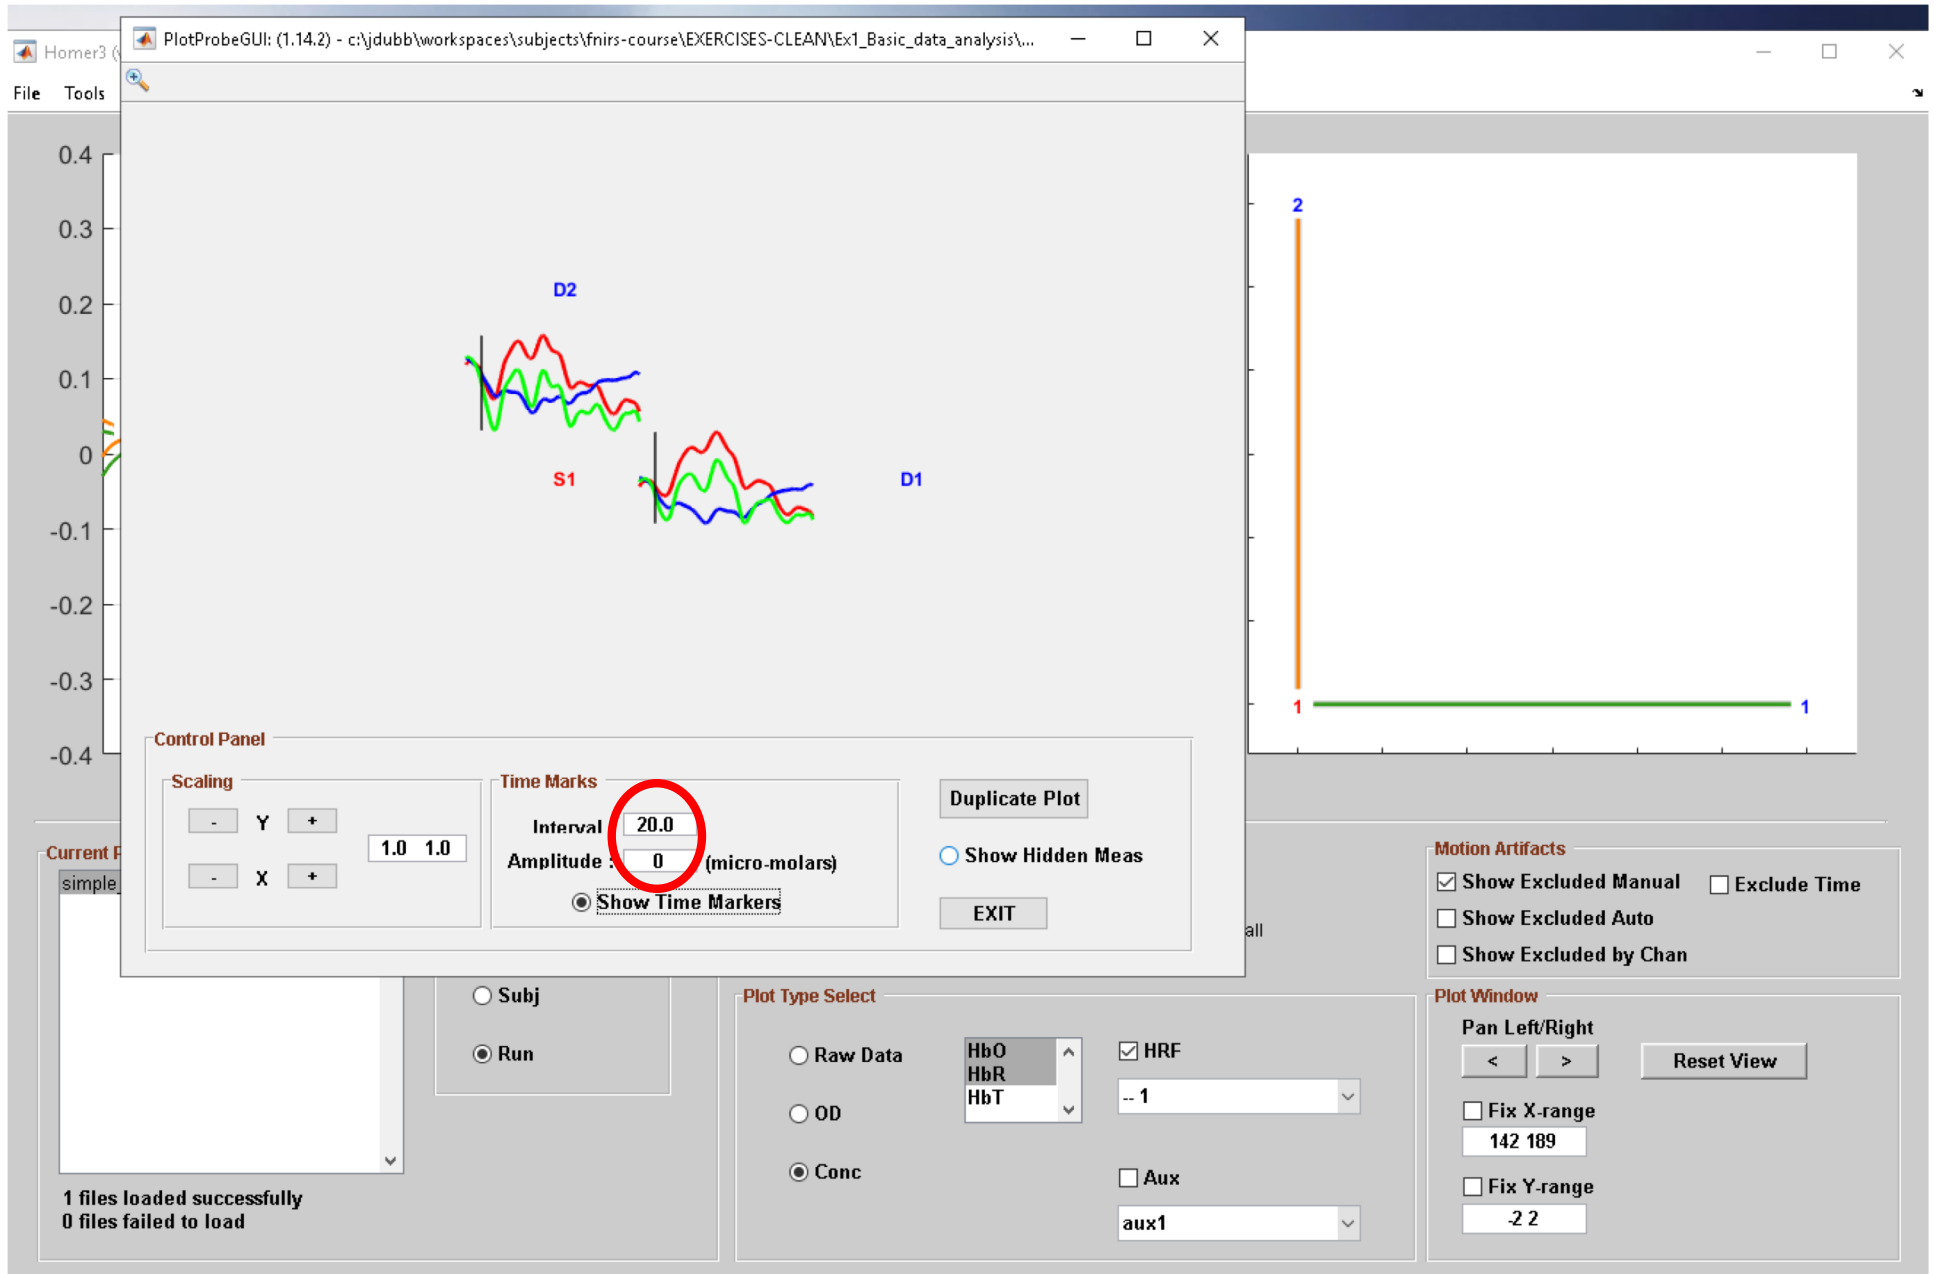 PlotProbeGUI: (1.14.2) - c:\jdubb\workspaces\subjects\fnirs-course\EXERCISES-CLEAN\Ex1_Basic_data_analysis\...
Homer3 (
File Tools
0.4
0.3
0.2
0.1
0
-0.1
-0.2
-0.3
-0.4
D2
S1
D1
2
1
1
Control Panel
Scaling
- Y +
- X +
1.0 1.0
Time Marks
Interval 20.0
Amplitude : 0 (micro-molars)
Show Time Markers
Duplicate Plot
Show Hidden Meas
EXIT
Current P
simple_
1 files loaded successfully
0 files failed to load
Subj
Run
all
Plot Type Select
Raw Data
OD
Conc
HbO
HbR
HbT
HRF
-- 1
Aux
aux1
Motion Artifacts
Show Excluded Manual
Exclude Time
Show Excluded Auto
Show Excluded by Chan
Plot Window
Pan Left/Right
< >
Reset View
Fix X-range
142 189
Fix Y-range
-2 2